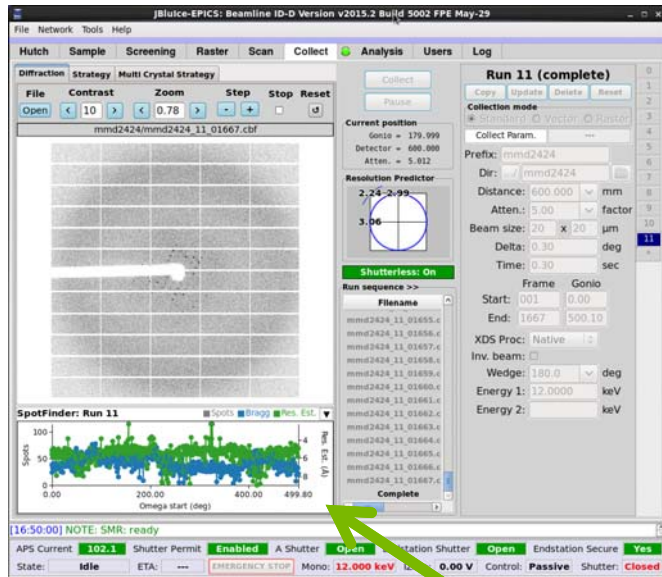 JBluIce-EPICS: Beamline ID-D Version v2015.2 Build 5002 FPE May-29
File Network Tools Help
Hutch Sample Screening Raster Scan Collect Analysis Users Log
Diffraction Strategy Multi Crystal Strategy
File Contrast Zoom Step Stop Reset
Open < 10 > < 0.78 > - +
mmd2424/mmd2424_11_01667.cbf
SpotFinder: Run 11 Spots Bragg Res. Est.
100
50
0
Spots
4
6
8
Res. Est (Å)
0.00 200.00 400.00 499.80
Omega start (deg)
Collect
Pause
Current position
Gonio = 179.999
Detector = 600.000
Atten. = 5.012
Resolution Predictor
2.24 2.99
3.06
Shutterless: On
Run sequence >>
Filename
mmd2424_11_01655.c
mmd2424_11_01656.c
mmd2424_11_01657.c
mmd2424_11_01658.c
mmd2424_11_01659.c
mmd2424_11_01660.c
mmd2424_11_01661.c
mmd2424_11_01662.c
mmd2424_11_01663.c
mmd2424_11_01664.c
mmd2424_11_01665.c
mmd2424_11_01666.c
mmd2424_11_01667.c
Complete
Run 11 (complete)
Copy Update Delete Reset
Collection mode
Standard Vector Raster
Collect Param. ---
Prefix: mmd2424
Dir: ../mmd2424
Distance: 600.000 mm
Atten.: 5.00 factor
Beam size: 20 x 20 µm
Delta: 0.30 deg
Time: 0.30 sec
Frame Gonio
Start: 001 0.00
End: 1667 500.10
XDS Proc: Native
Inv. beam:
Wedge: 180.0 deg
Energy 1: 12.0000 keV
Energy 2: keV
0
1
2
3
4
5
6
7
8
9
10
11
*
[16:50:00] NOTE: SMR: ready
APS Current 102.1 Shutter Permit Enabled A Shutter Open Station Shutter Open Endstation Secure Yes
State: Idle ETA: --- EMERGENCY STOP Mono: 12.000 keV 0.00 V Control: Passive Shutter: Closed